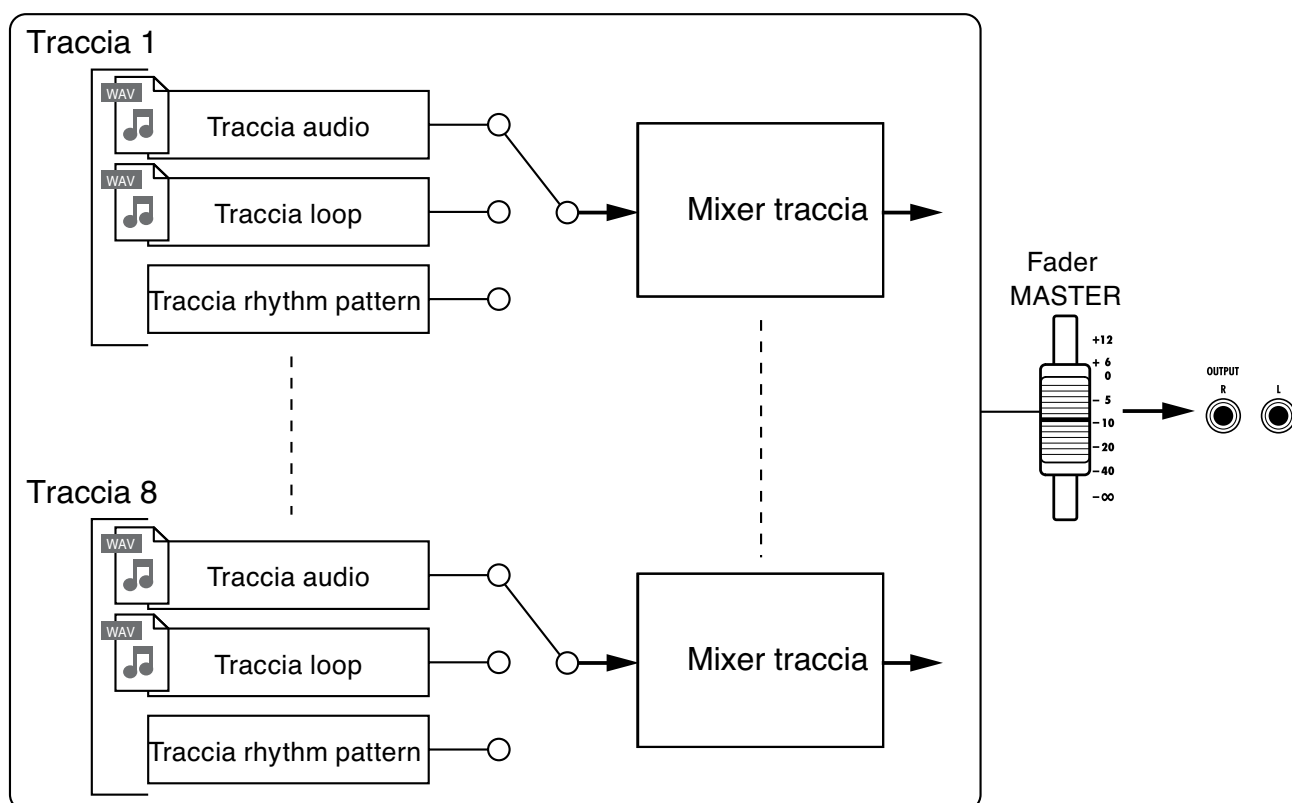 Traccia 1
WAV
Traccia audio
WAV
Traccia loop
Traccia rhythm pattern
Mixer traccia
Fader
MASTER
+12
+ 6
0
– 5
–10
–20
–40
–∞
OUTPUT
R
L
Traccia 8
WAV
Traccia audio
WAV
Traccia loop
Traccia rhythm pattern
Mixer traccia